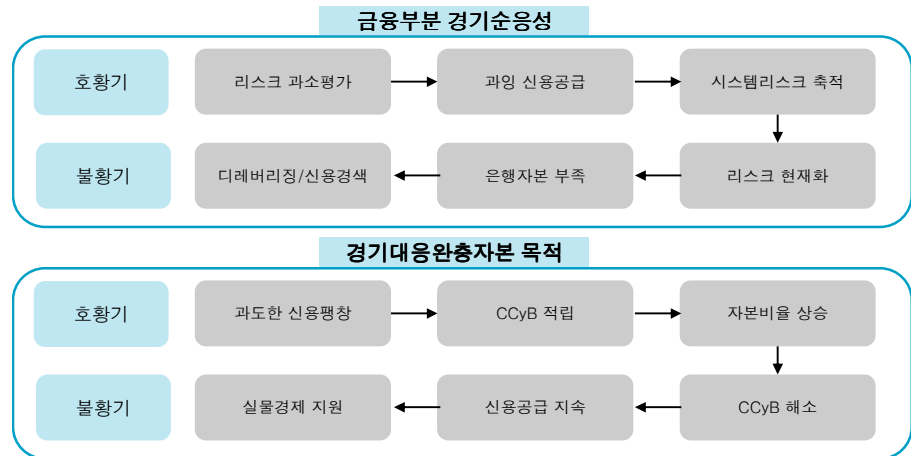 금융부분 경기순응성
호황기
리스크 과소평가
과잉 신용공급
시스템리스크 축적
불황기
디레버리징/신용경색
은행자본 부족
리스크 현재화
경기대응완충자본 목적
호황기
과도한 신용팽창
CCyB 적립
자본비율 상승
불황기
실물경제 지원
신용공급 지속
CCyB 해소